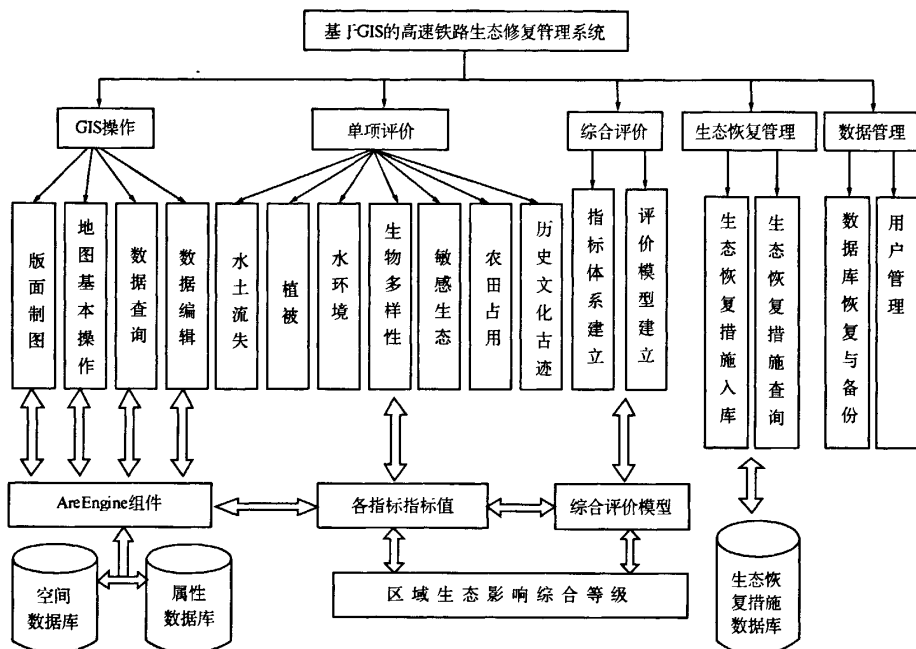 基于GIS的高速铁路生态修复管理系统
GIS操作
单项评价
综合评价
生态恢复管理
数据管理
版面制图
地图基本操作
数据查询
数据编辑
水土流失
植被
水环境
生物多样性
敏感生态
农田占用
历史文化古迹
指标体系建立
评价模型建立
生态恢复措施入库
生态恢复措施查询
数据库恢复与备份
用户管理
AreEngine组件
各指标指标值
综合评价模型
空间
数据库
属性
数据库
区域生态影响综合等级
生态恢
复措施
数据库